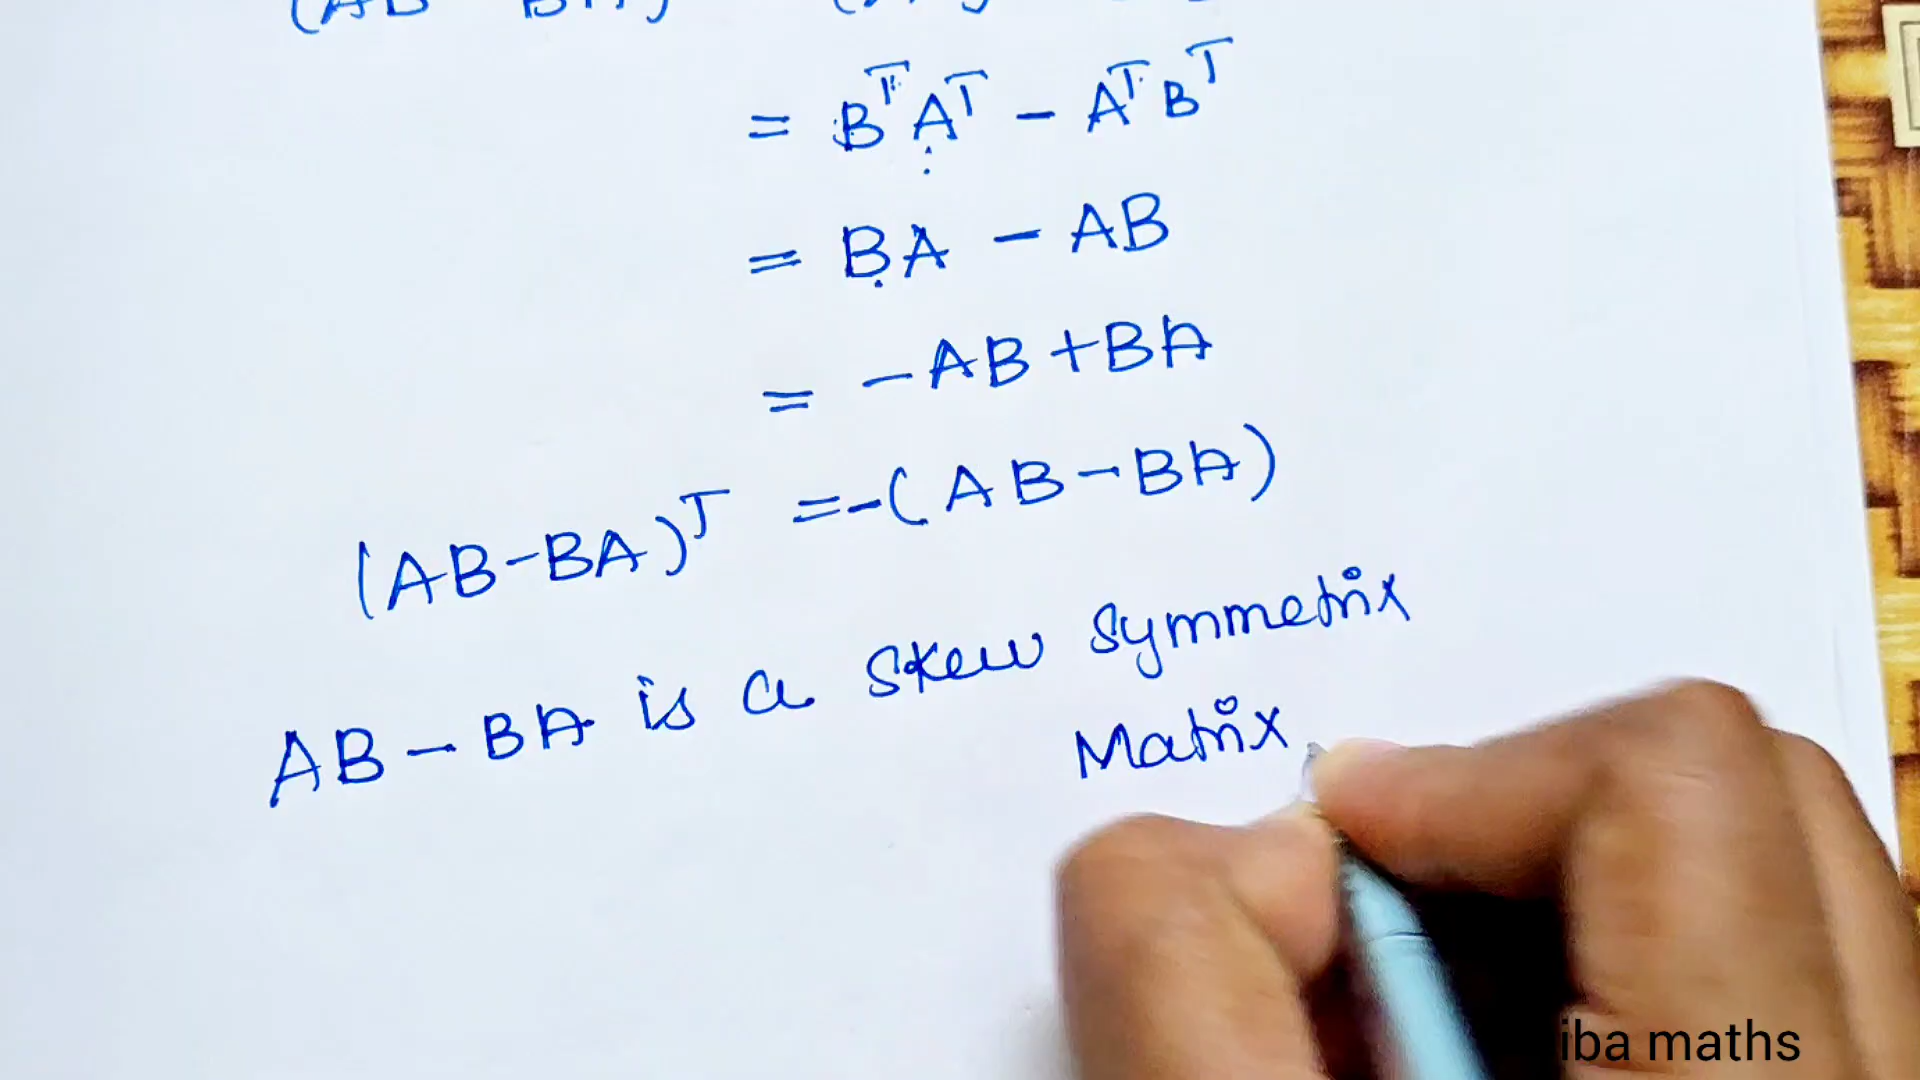 = BᵀAᵀ - AᵀBᵀ
= BA - AB
= -AB+BA
(AB-BA)ᵀ =-(AB-BA)
AB-BA is a skew symmetrix
Matrix
iba maths